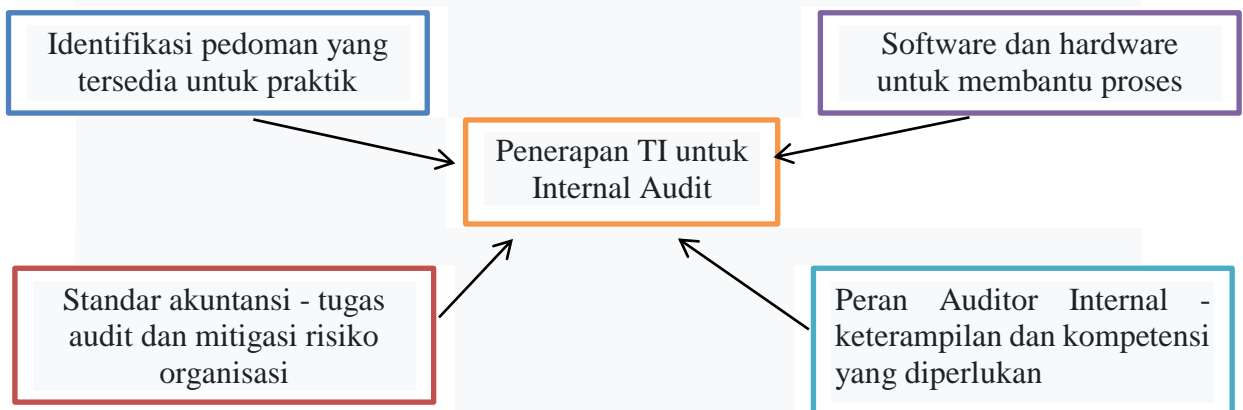 Identifikasi pedoman yang
tersedia untuk praktik
Software dan hardware
untuk membantu proses
Penerapan TI untuk
Internal Audit
Standar akuntansi - tugas
audit dan mitigasi risiko
organisasi
Peran Auditor Internal -
keterampilan dan kompetensi
yang diperlukan